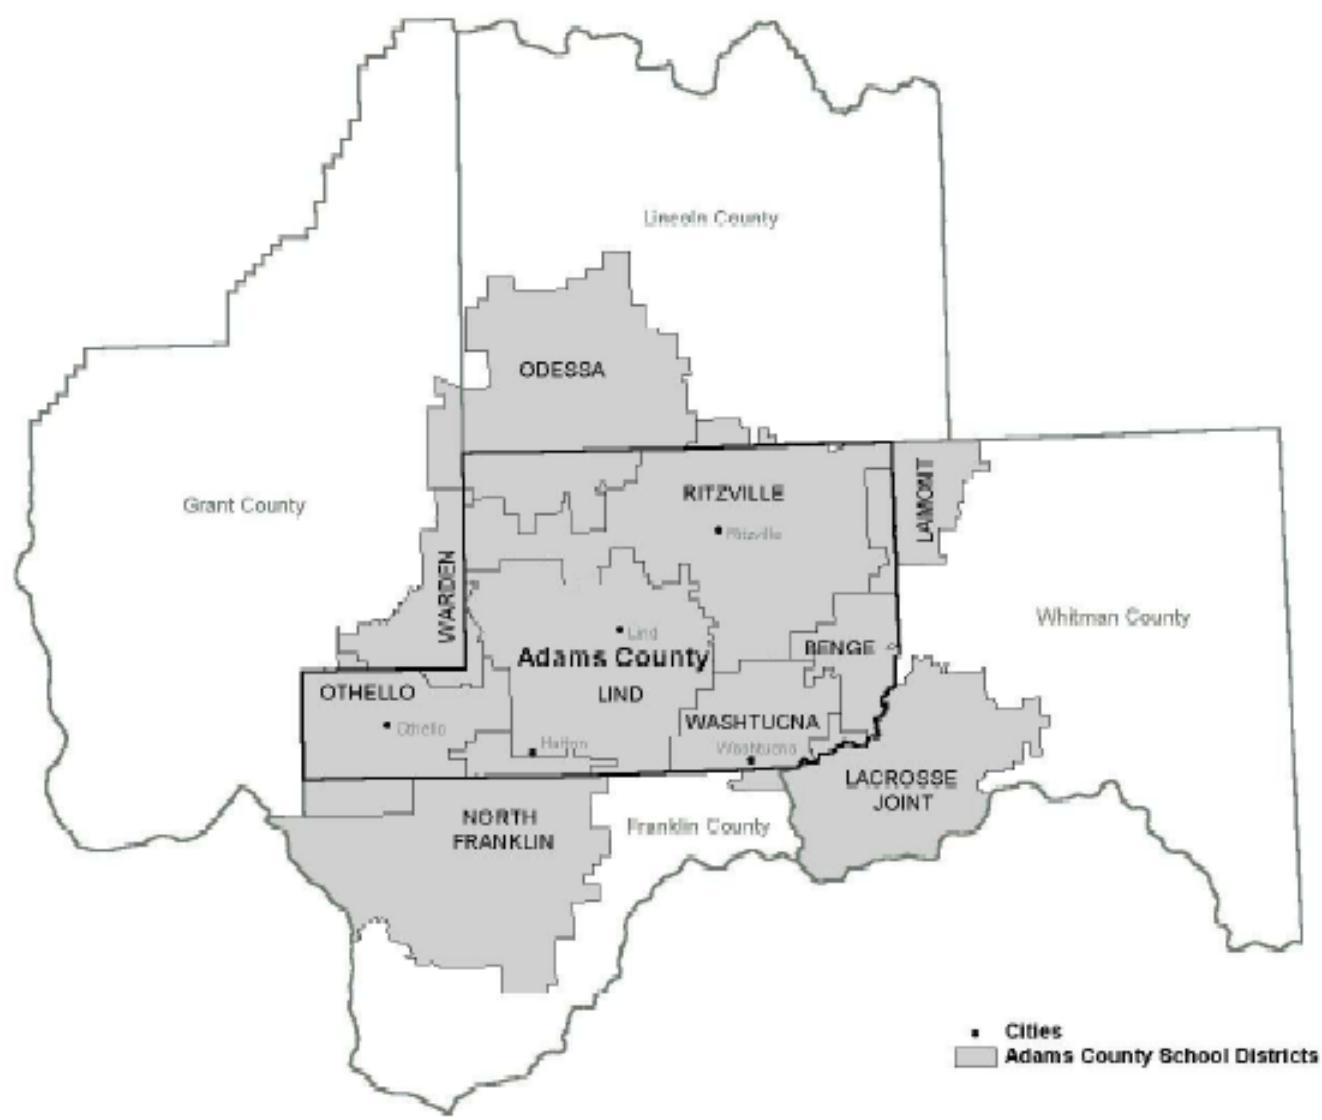 Lincoln County
ODESSA
Grant County
RITZVILLE
Ritzville
LAMONT
WARDEN
Whitman County
Lind
BENGE
Adams County
OTHELLO
LIND
WASHTUCNA
Othello
Hatton
Washtucna
LACROSSE
JOINT
NORTH
FRANKLIN
Franklin County
Cities
Adams County School Districts